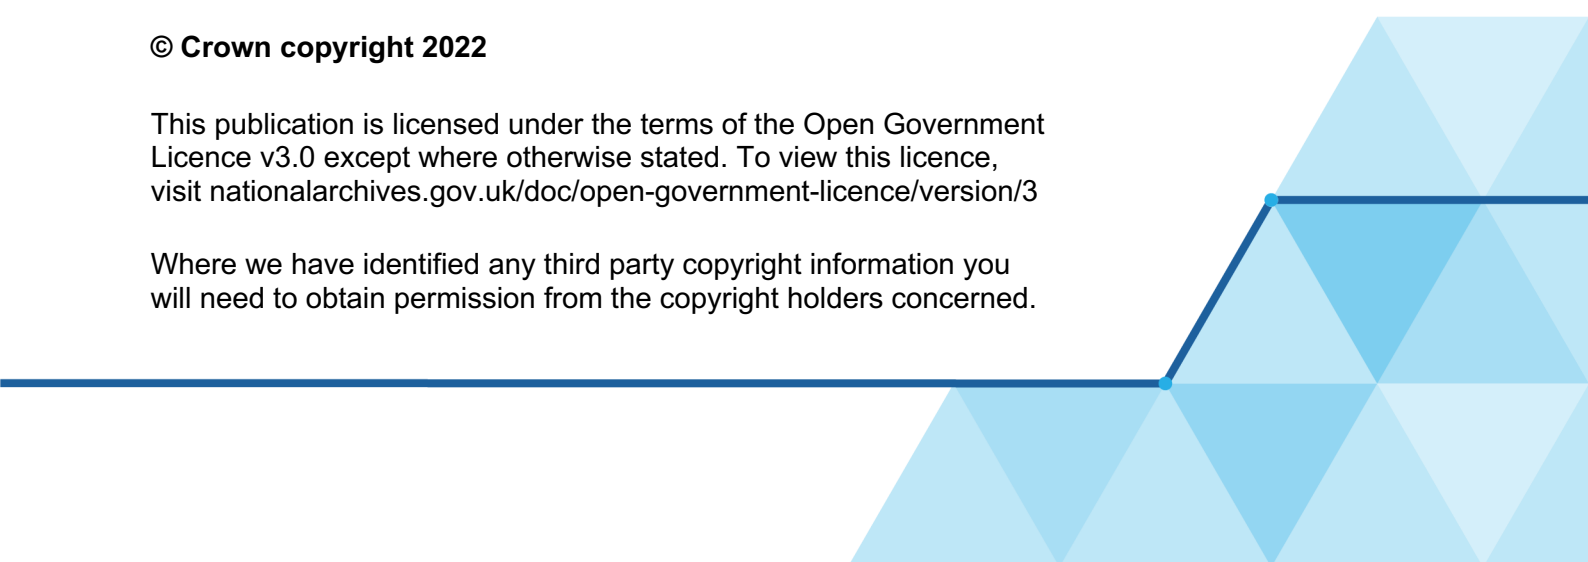 © Crown copyright 2022
This publication is licensed under the terms of the Open Government
Licence v3.0 except where otherwise stated. To view this licence,
visit nationalarchives.gov.uk/doc/open-government-licence/version/3
Where we have identified any third party copyright information you
will need to obtain permission from the copyright holders concerned.